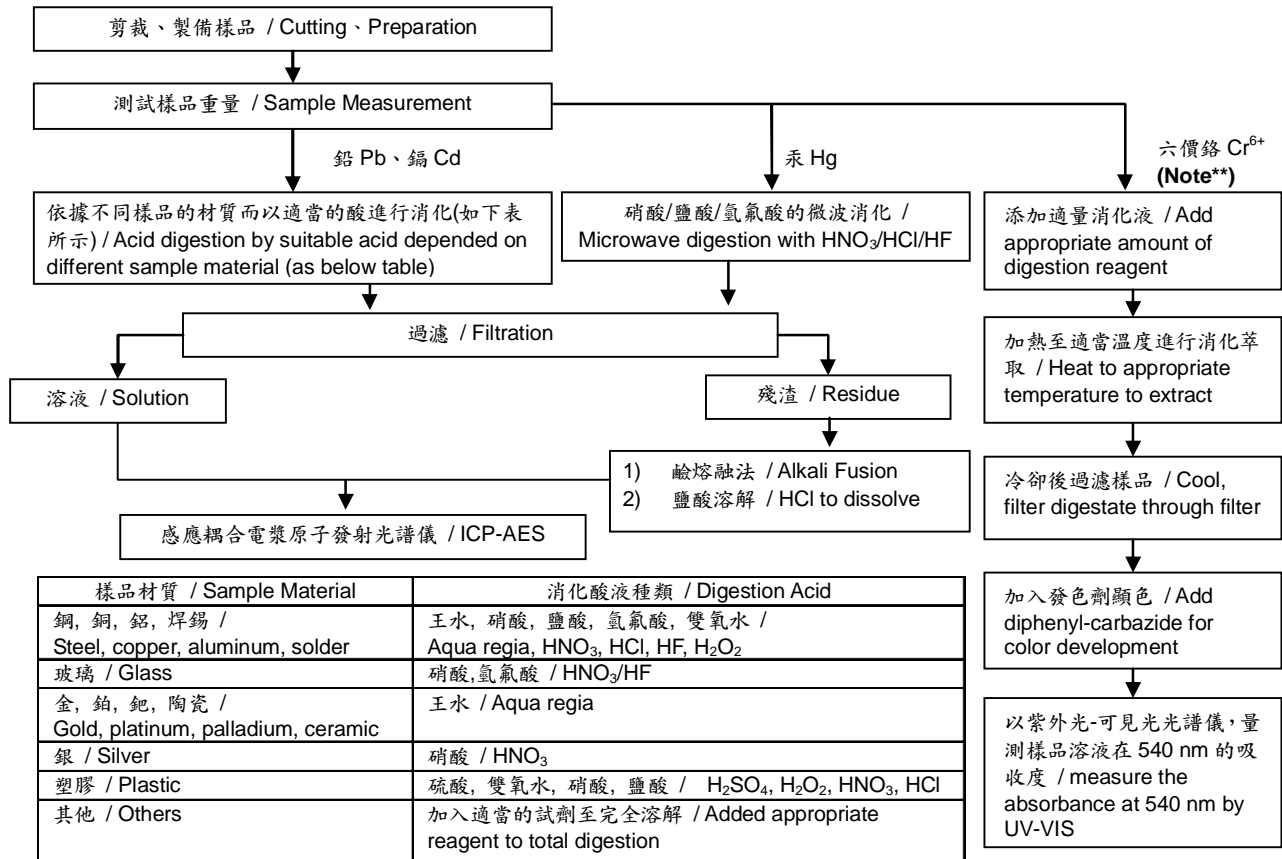 剪裁、製備樣品 / Cutting、Preparation
測試樣品重量 / Sample Measurement
鉛 Pb、鎘 Cd
汞 Hg
六價鉻 Cr⁶⁺
(Note**)
依據不同樣品的材質而以適當的酸進行消化(如下表
所示) / Acid digestion by suitable acid depended on
different sample material (as below table)
硝酸/鹽酸/氫氟酸的微波消化 /
Microwave digestion with HNO₃/HCl/HF
添加適量消化液 / Add
appropriate amount of
digestion reagent
過濾 / Filtration
加熱至適當溫度進行消化萃
取 / Heat to appropriate
temperature to extract
溶液 / Solution
殘渣 / Residue
1) 鹼熔融法 / Alkali Fusion
2) 鹽酸溶解 / HCl to dissolve
冷卻後過濾樣品 / Cool,
filter digestate through filter
感應耦合電漿原子發射光譜儀 / ICP-AES
加入發色劑顯色 / Add
diphenyl-carbazide for
color development
以紫外光-可見光光譜儀,量
測樣品溶液在 540 nm 的吸
收度 / measure the
absorbance at 540 nm by
UV-VIS
樣品材質 / Sample Material
消化酸液種類 / Digestion Acid
鋼, 銅, 鋁, 焊錫 /
Steel, copper, aluminum, solder
王水, 硝酸, 鹽酸, 氫氟酸, 雙氧水 /
Aqua regia, HNO₃, HCl, HF, H₂O₂
玻璃 / Glass
硝酸,氫氟酸 / HNO₃/HF
金, 鉑, 鈀, 陶瓷 /
Gold, platinum, palladium, ceramic
王水 / Aqua regia
銀 / Silver
硝酸 / HNO₃
塑膠 / Plastic
硫酸, 雙氧水, 硝酸, 鹽酸 / H₂SO₄, H₂O₂, HNO₃, HCl
其他 / Others
加入適當的試劑至完全溶解 / Added appropriate
reagent to total digestion